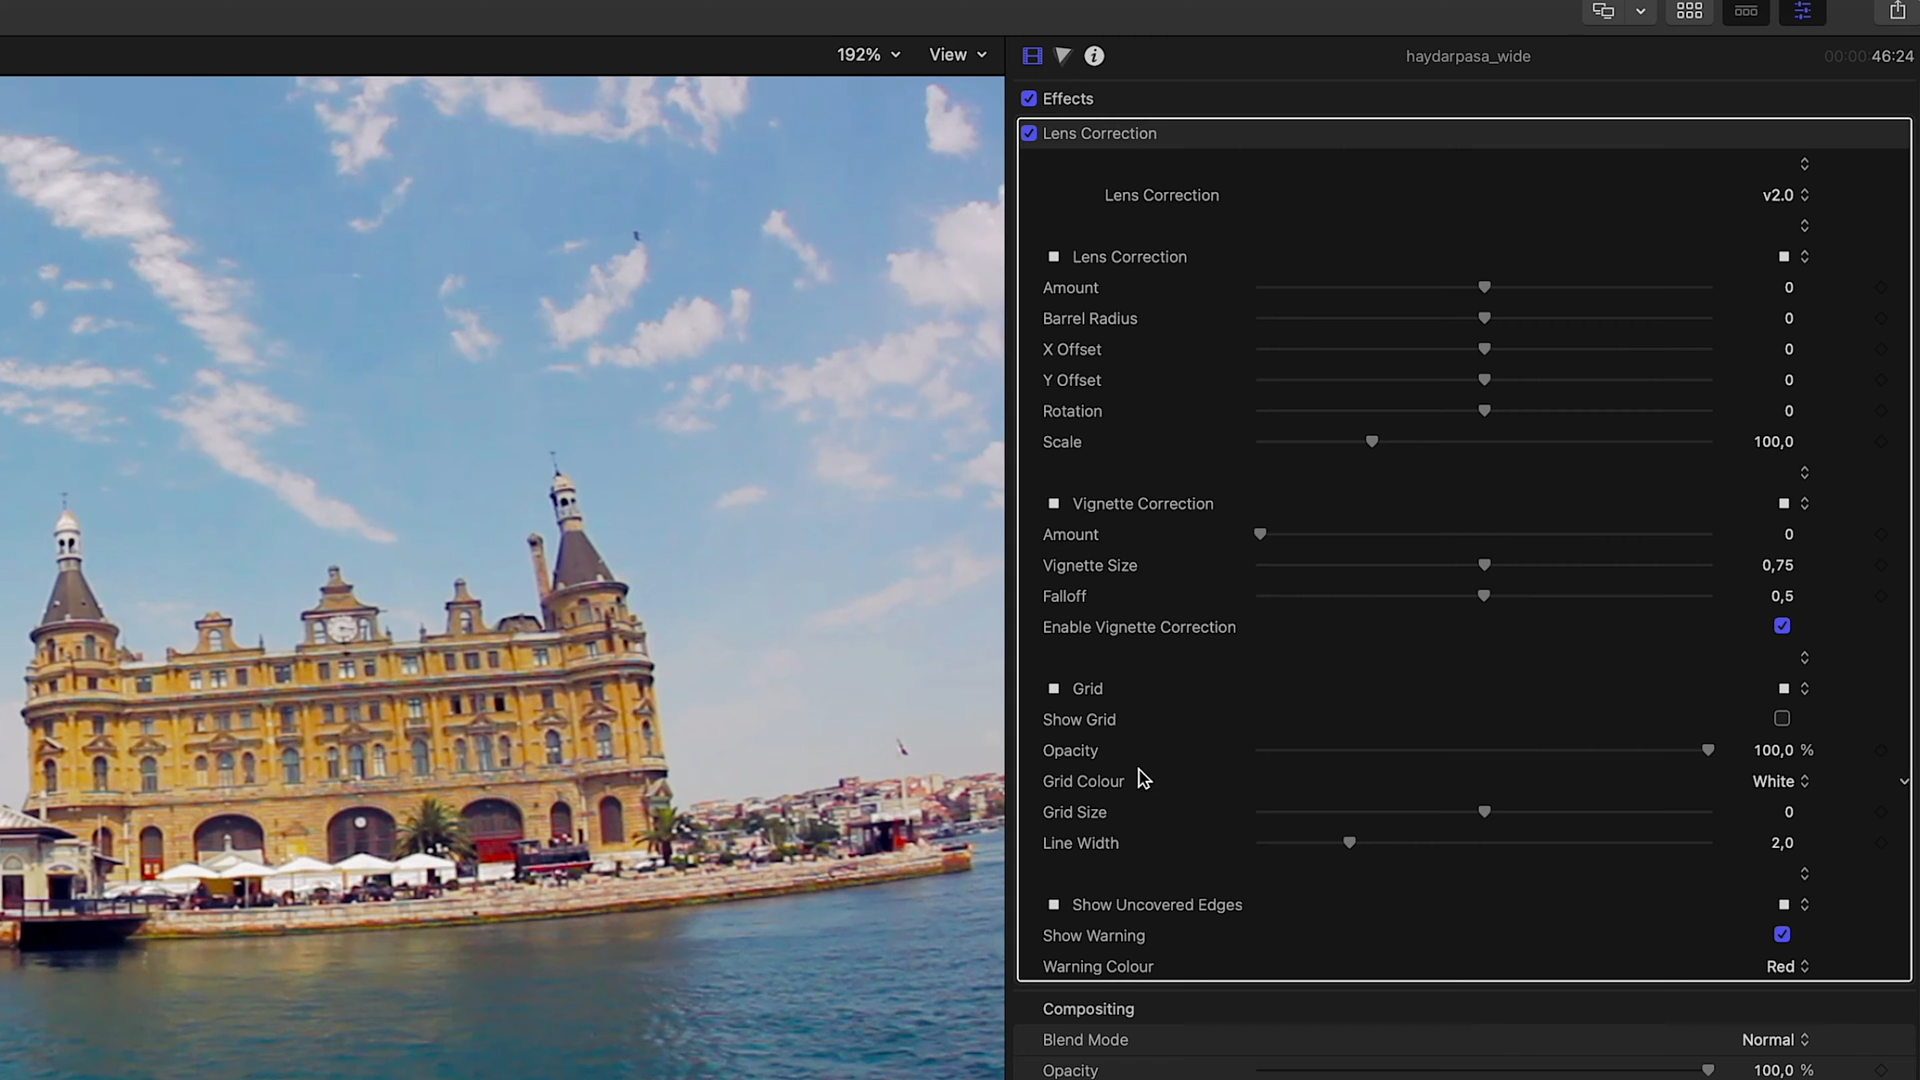 192% View
haydarpasa_wide 00:00:46:24
Effects
Lens Correction
Lens Correction v2.0
Lens Correction
Amount 0
Barrel Radius 0
X Offset 0
Y Offset 0
Rotation 0
Scale 100,0
Vignette Correction
Amount 0
Vignette Size 0,75
Falloff 0,5
Enable Vignette Correction
Grid
Show Grid
Opacity 100,0 %
Grid Colour White
Grid Size 0
Line Width 2,0
Show Uncovered Edges
Show Warning
Warning Colour Red
Compositing
Blend Mode Normal
Opacity 100,0 %